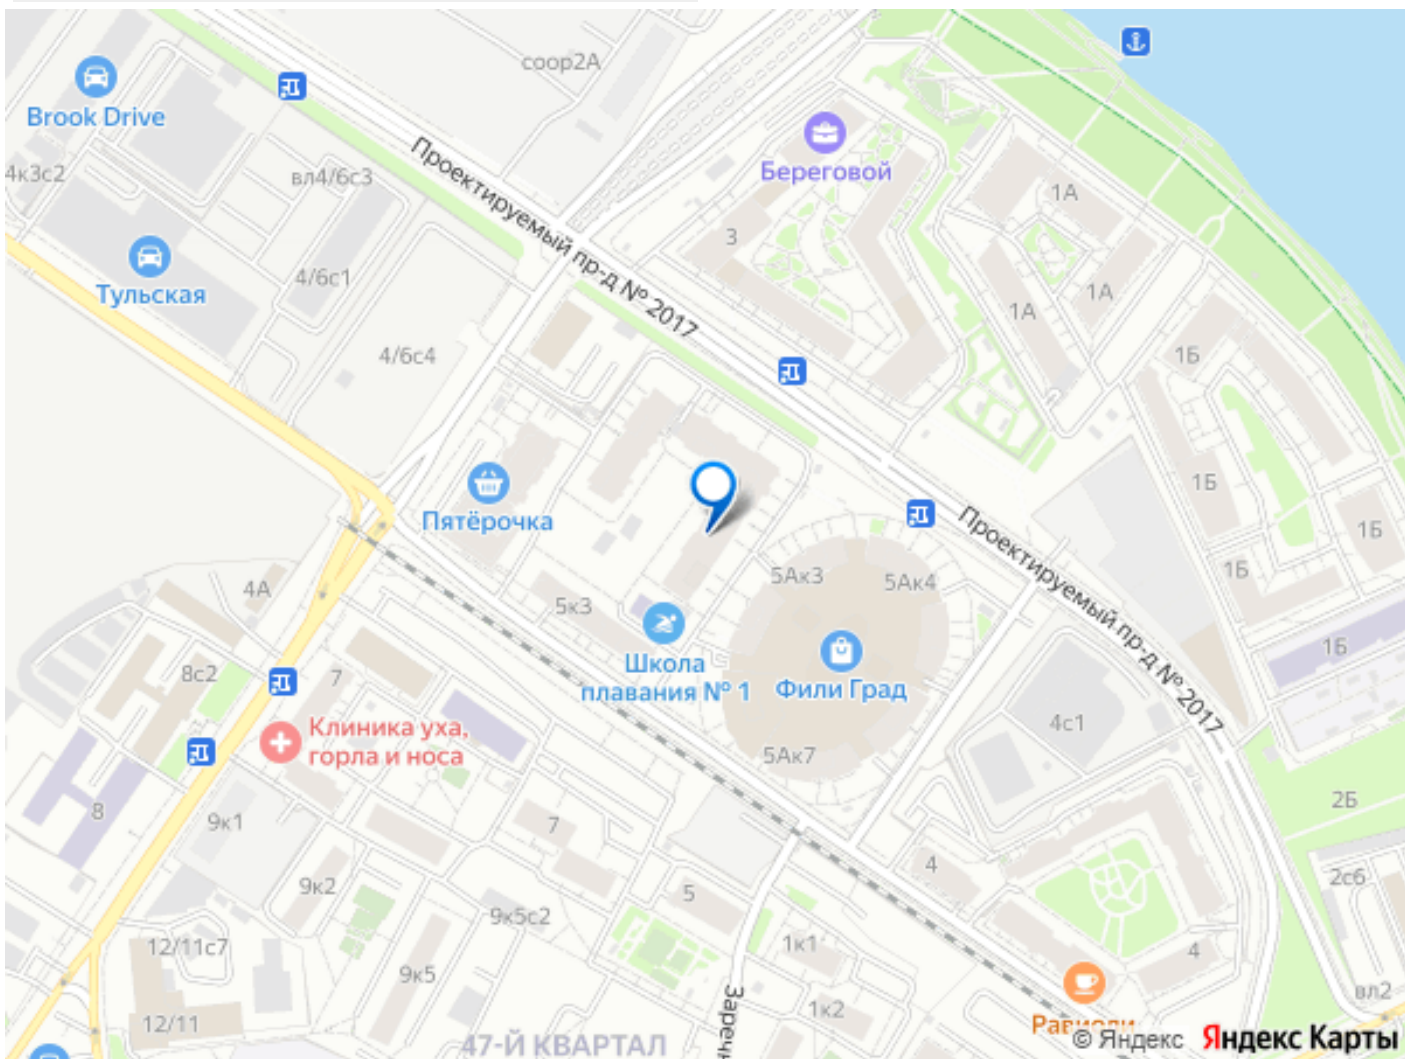 соор2А
Brook Drive
4к3с2
вл4/6с3
Проектируемый пр-д № 2017
Береговой
1А
3
Тульская
4/6с1
1А
1А
4/6с4
1Б
Пятёрочка
1Б
1Б
Проектируемый пр-д № 2017
5Ак3
5Ак4
1Б
4А
5к3
1Б
Школа
плавания № 1
Фили Град
8с2
7
Клиника уха,
горла и носа
4с1
5Ак7
2Б
8
9к1
7
4
2с6
9к2
5
9к5с2
12/11с7
1к1
4
9к5
1к2
вл2
12/11
Заречн
Равиоли
47-Й КВАРТАЛ
© Яндекс Яндекс Карты